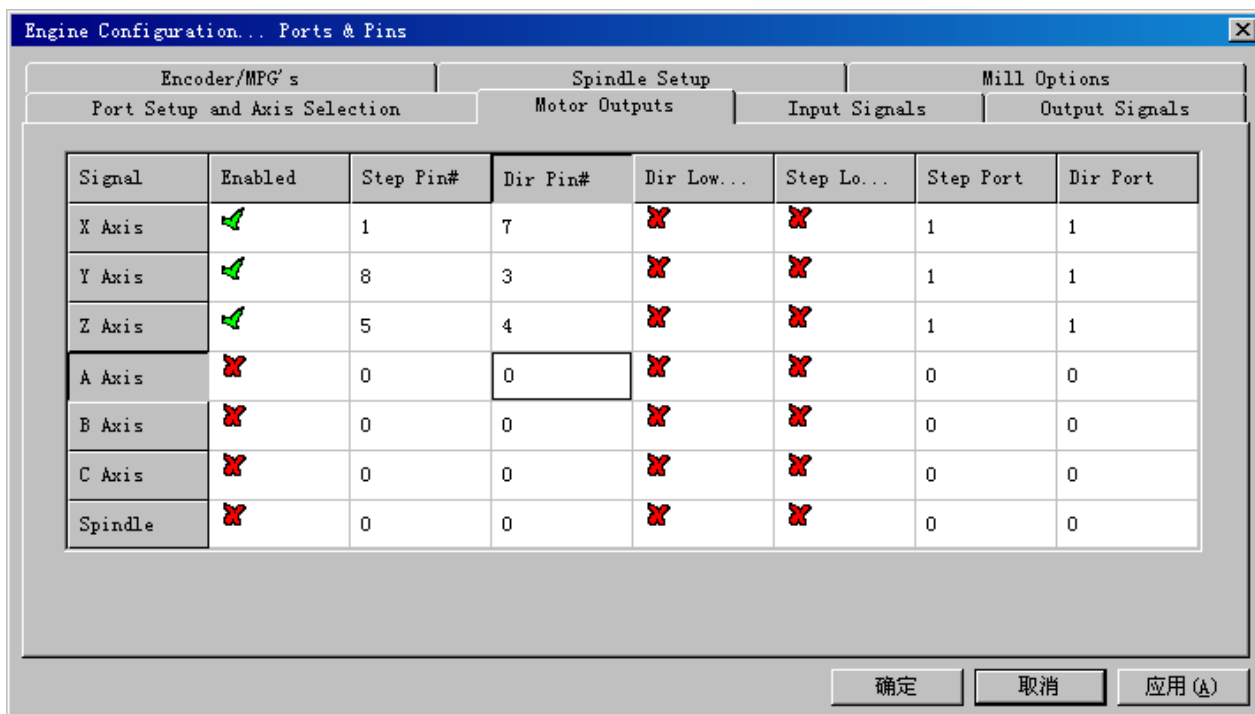 Engine Configuration... Ports & Pins
Encoder/MPG's Spindle Setup Mill Options
Port Setup and Axis Selection Motor Outputs Input Signals Output Signals
Signal Enabled Step Pin# Dir Pin# Dir Low... Step Lo... Step Port Dir Port
X Axis 1 7 1 1
Y Axis 8 3 1 1
Z Axis 5 4 1 1
A Axis 0 0 0 0
B Axis 0 0 0 0
C Axis 0 0 0 0
Spindle 0 0 0 0
确定 取消 应用(A)